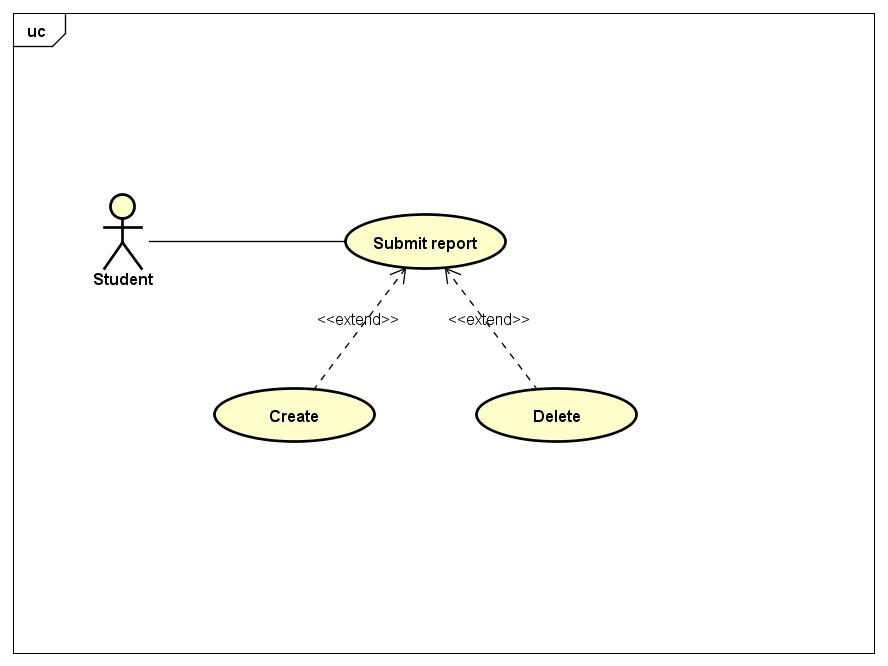 uc
Student
Submit report
<<extend>>
<<extend>>
Create
Delete